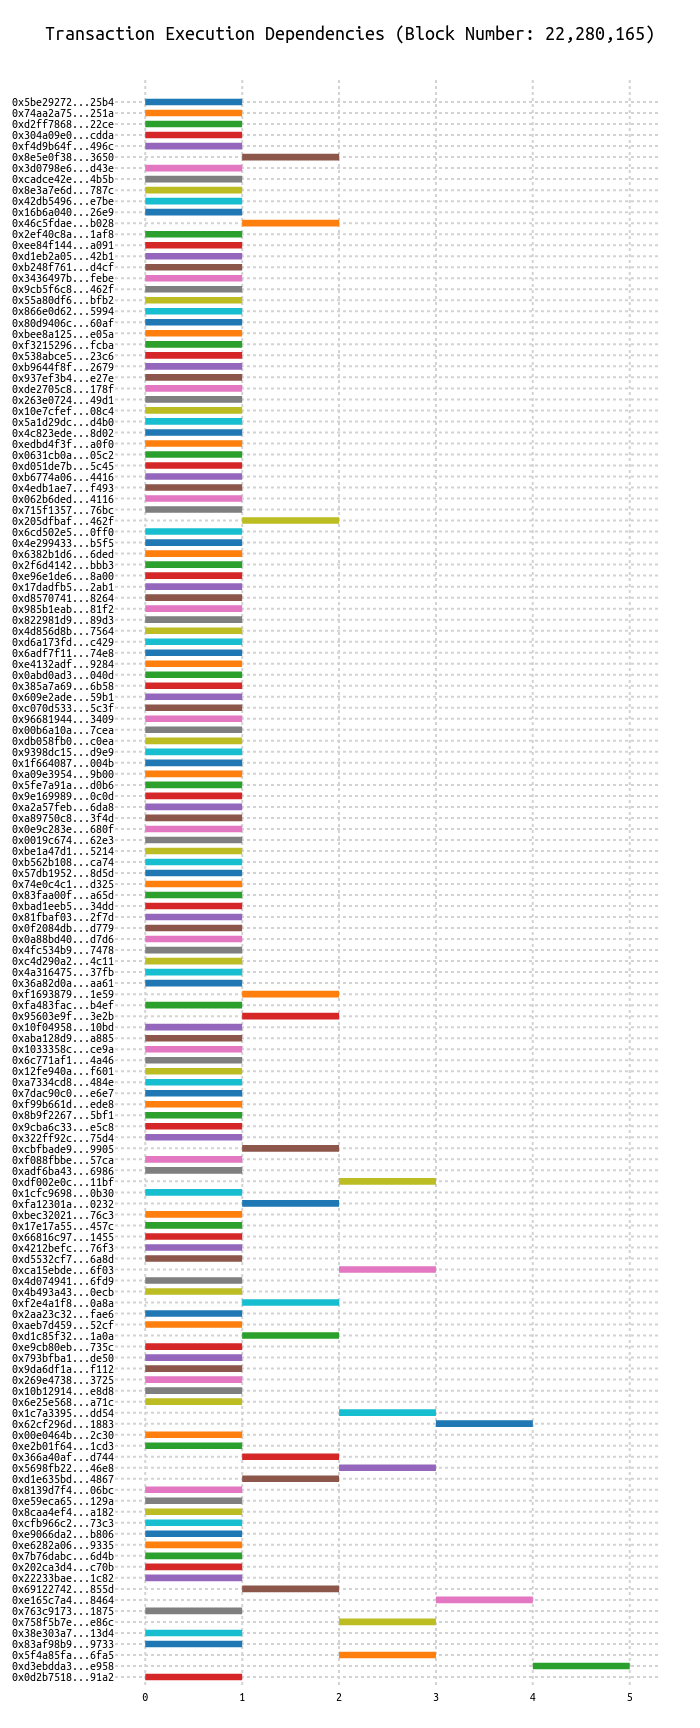 Transaction Execution Dependencies (Block Number: 22,280,165)
0x5be29272...25b4
0x74aa2a75...251a
0xd2ff7868...22ce
0x304a09e0...cdda
0xf4d9b64f...496c
0x8e5e0f38...3650
0x3d0798e6...d43e
0xcadce42e...4b5b
0x8e3a7e6d...787c
0x42db5496...e7be
0x16b6a040...26e9
0x46c5fdae...b028
0x2ef40c8a...1af8
0xee84f144...a091
0xd1eb2a05...42b1
0xb248f761...d4cf
0x3436497b...febe
0x9cb5f6c8...462f
0x55a80df6...bfb2
0x866e0d62...5994
0x80d9406c...60af
0xbee8a125...e05a
0xf3215296...fcba
0x538abce5...23c6
0xb9644f8f...2679
0x937ef3b4...e27e
0xde2705c8...178f
0x263e0724...49d1
0x10e7cfef...08c4
0x5a1d29dc...d4b0
0x4c823ede...8d02
0xedbd4f3f...a0f0
0x0631cb0a...05c2
0xd051de7b...5c45
0xb6774a06...4416
0x4edb1ae7...f493
0x062b6ded...4116
0x715f1357...76bc
0x205dfbaf...462f
0x6cd502e5...0ff0
0x4e299433...b5f5
0x6382b1d6...6ded
0x2f6d4142...bbb3
0xe96e1de6...8a00
0x17dadfb5...2ab1
0xd8570741...8264
0x985b1eab...81f2
0x822981d9...89d3
0x4d856d8b...7564
0xd6a173fd...c429
0x6adf7f11...74e8
0xe4132adf...9284
0x0abd0ad3...040d
0x385a7a69...6b58
0x609e2ade...59b1
0xc070d533...5c3f
0x96681944...3409
0x00b6a10a...7cea
0xdb058fb0...c0ea
0x9398dc15...d9e9
0x1f664087...004b
0xa09e3954...9b00
0x5fe7a91a...d0b6
0x9e169989...0c0d
0xa2a57feb...6da8
0xa89750c8...3f4d
0x0e9c283e...680f
0x0019c674...62e3
0xbe1a47d1...5214
0xb562b108...ca74
0x57db1952...8d5d
0x74e0c4c1...d325
0x83faa00f...a65d
0xbad1eeb5...34dd
0x81fbaf03...2f7d
0x0f2084db...d779
0x0a88bd40...d7d6
0x4fc534b9...7478
0xc4d290a2...4c11
0x4a316475...37fb
0x36a82d0a...aa61
0xf1693879...1e59
0xfa483fac...b4ef
0x95603e9f...3e2b
0x10f04958...10bd
0xaba128d9...a885
0x1033358c...ce9a
0x6c771af1...4a46
0x12fe940a...f601
0xa7334cd8...484e
0x7dac90c0...e6e7
0xf99b661d...ede8
0x8b9f2267...5bf1
0x9cba6c33...e5c8
0x322ff92c...75d4
0xcbfbade9...9905
0xf088fbbe...57ca
0xadf6ba43...6986
0xdf002e0c...11bf
0x1cfc9698...0b30
0xfa12301a...0232
0xbec32021...76c3
0x17e17a55...457c
0x66816c97...1455
0x4212befc...76f3
0xd5532cf7...6a8d
0xca15ebde...6f03
0x4d074941...6fd9
0x4b493a43...0ecb
0xf2e4a1f8...0a8a
0x2aa23c32...fae6
0xaeb7d459...52cf
0xd1c85f32...1a0a
0xe9cb80eb...735c
0x793bfba1...de50
0x9da6df1a...f112
0x269e4738...3725
0x10b12914...e8d8
0x6e25e568...a71c
0x1c7a3395...dd54
0x62cf296d...1883
0x00e0464b...2c30
0xe2b01f64...1cd3
0x366a40af...d744
0x5698fb22...46e8
0xd1e635bd...4867
0x8139d7f4...06bc
0xe59eca65...129a
0x8caa4ef4...a182
0xcfb966c2...73c3
0xe9066da2...b806
0xe6282a06...9335
0x7b76dabc...6d4b
0x202ca3d4...c70b
0x22233bae...1c82
0x69122742...855d
0xe165c7a4...8464
0x763c9173...1875
0x758f5b7e...e86c
0x38e303a7...13d4
0x83af98b9...9733
0x5f4a85fa...6fa5
0xd3ebdda3...e958
0x0d2b7518...91a2
0 1 2 3 4 5